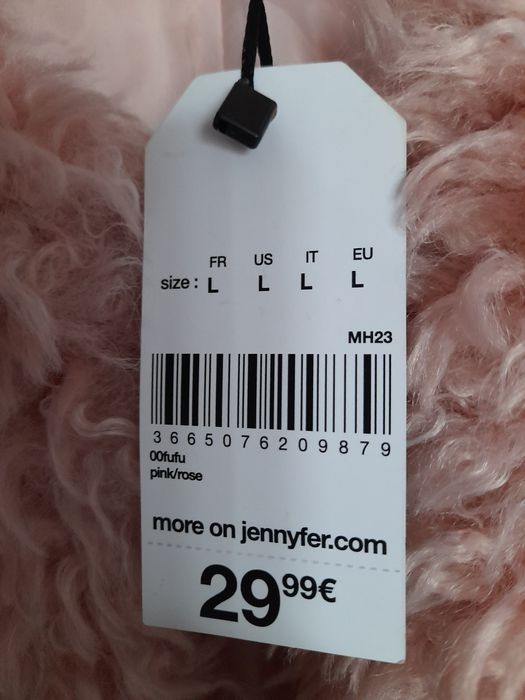 FR US IT EU
size : L L L L
MH23
3665076209879
00fufu
pink/rose
more on jennyfer.com
29 99€